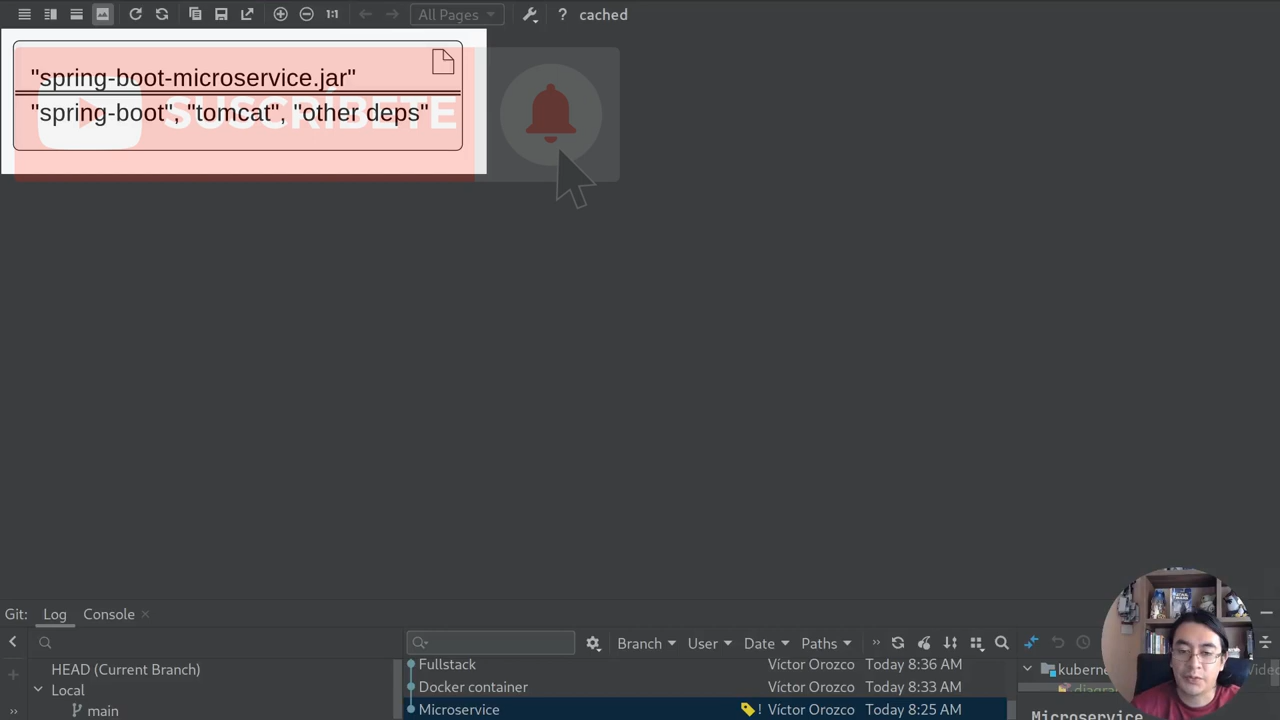 1:1
All Pages
?
cached
"spring-boot-microservice.jar"
"spring-boot", "tomcat", "other deps"
SUSCRÍBETE
Git:
Log
Console
Branch
User
Date
Paths
HEAD (Current Branch)
Local
main
Fullstack Víctor Orozco Today 8:36 AM
Docker container Víctor Orozco Today 8:33 AM
Microservice ! Víctor Orozco Today 8:25 AM
Microservice